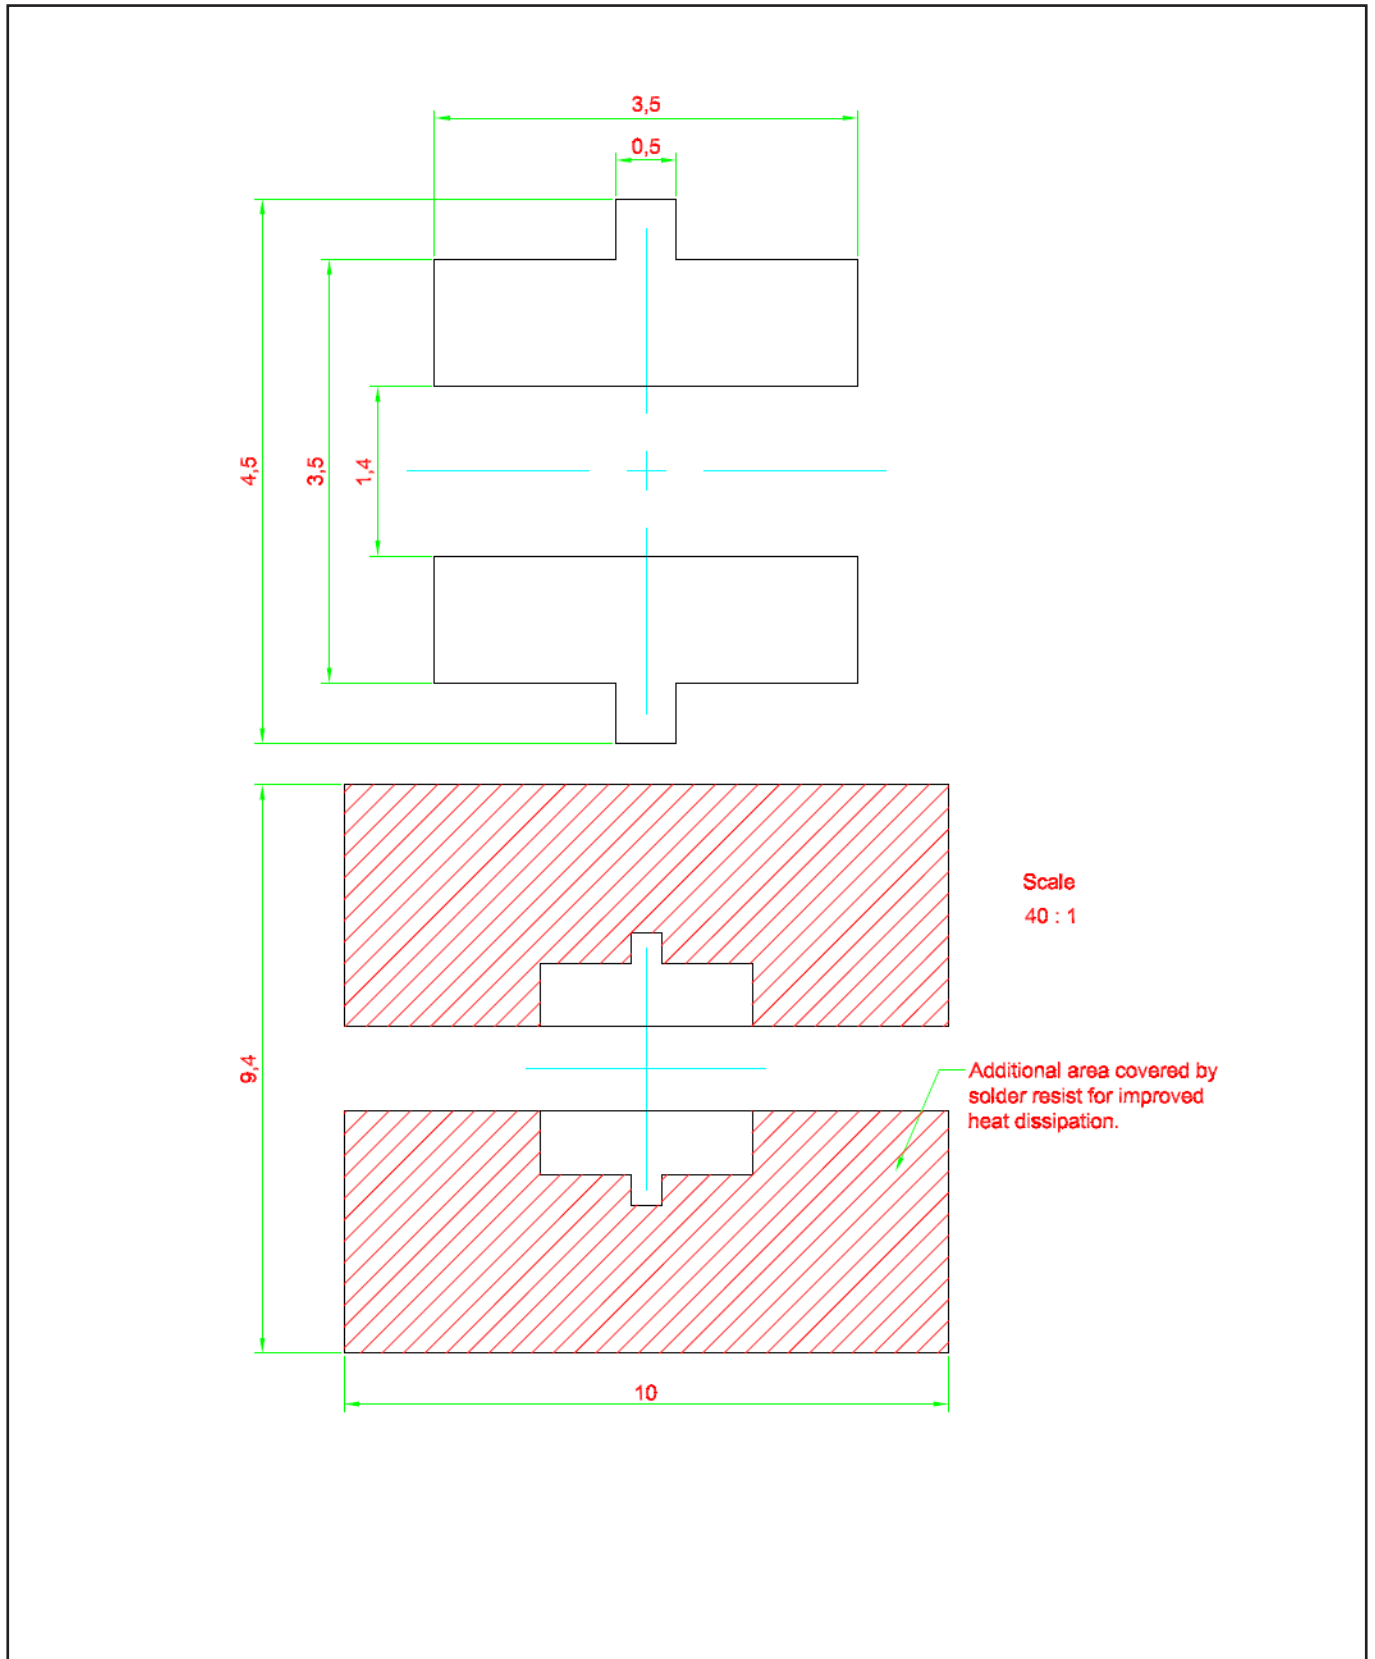 3,5
0,5
4,5
3,5
1,4
Scale
40 : 1
9,4
Additional area covered by
solder resist for improved
heat dissipation.
10